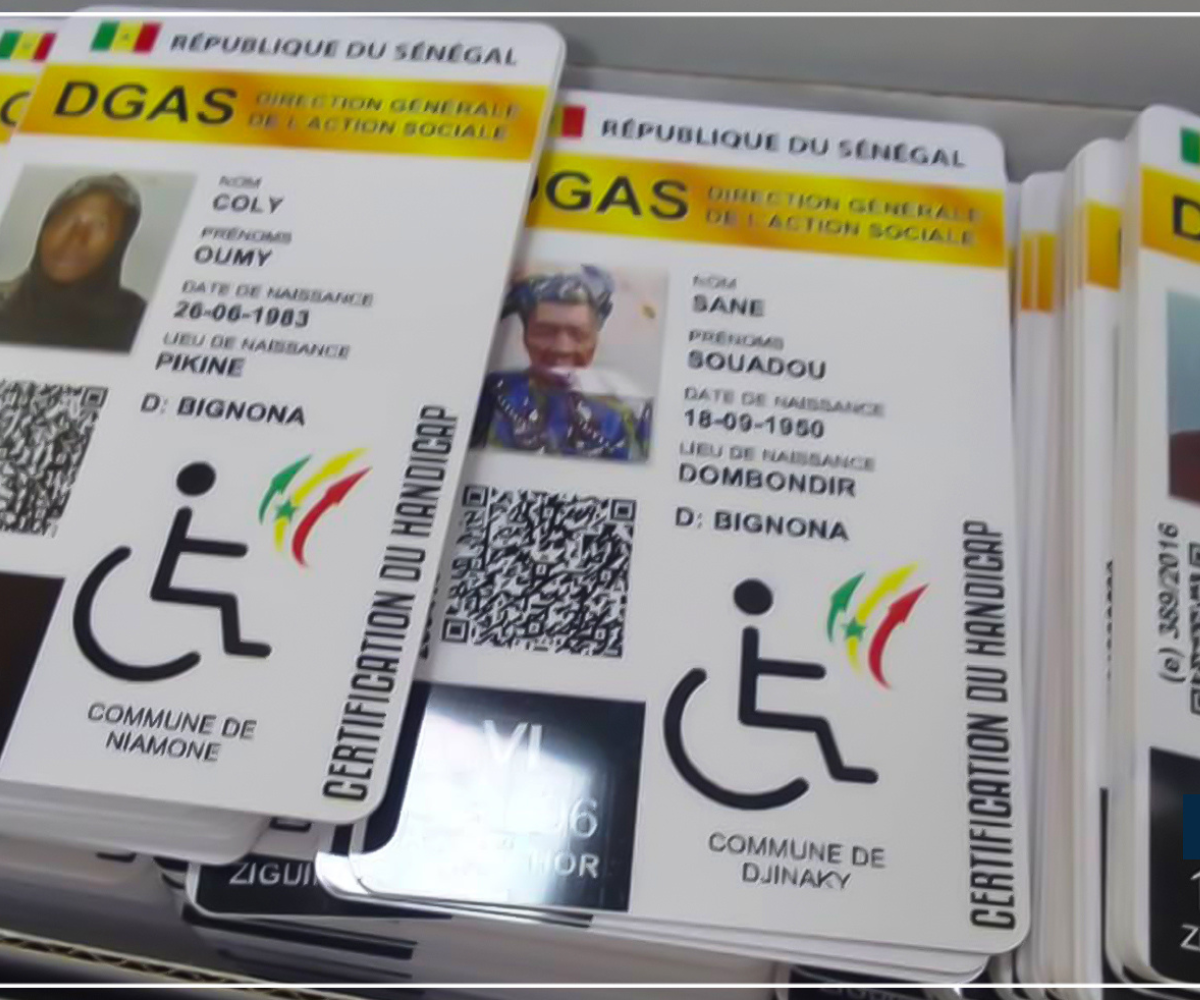 RÉPUBLIQUE DU SÉNÉGAL
DGAS DIRECTION GÉNÉRALE
DE L'ACTION SOCIALE
NOM
COLY
PRÉNOMS
OUMY
DATE DE NAISSANCE
26-06-1983
LIEU DE NAISSANCE
PIKINE
D: BIGNONA
CERTIFICATION DU HANDICAP
COMMUNE DE
NIAMONE
RÉPUBLIQUE DU SÉNÉGAL
DGAS DIRECTION GÉNÉRALE
DE L'ACTION SOCIALE
NOM
SANE
PRÉNOMS
SOUADOU
DATE DE NAISSANCE
18-09-1950
LIEU DE NAISSANCE
DOMBONDIR
D: BIGNONA
CERTIFICATION DU HANDICAP
VI
HOR
COMMUNE DE
DJINAKY
ZIGUI
D
(e) 389/2016
Z